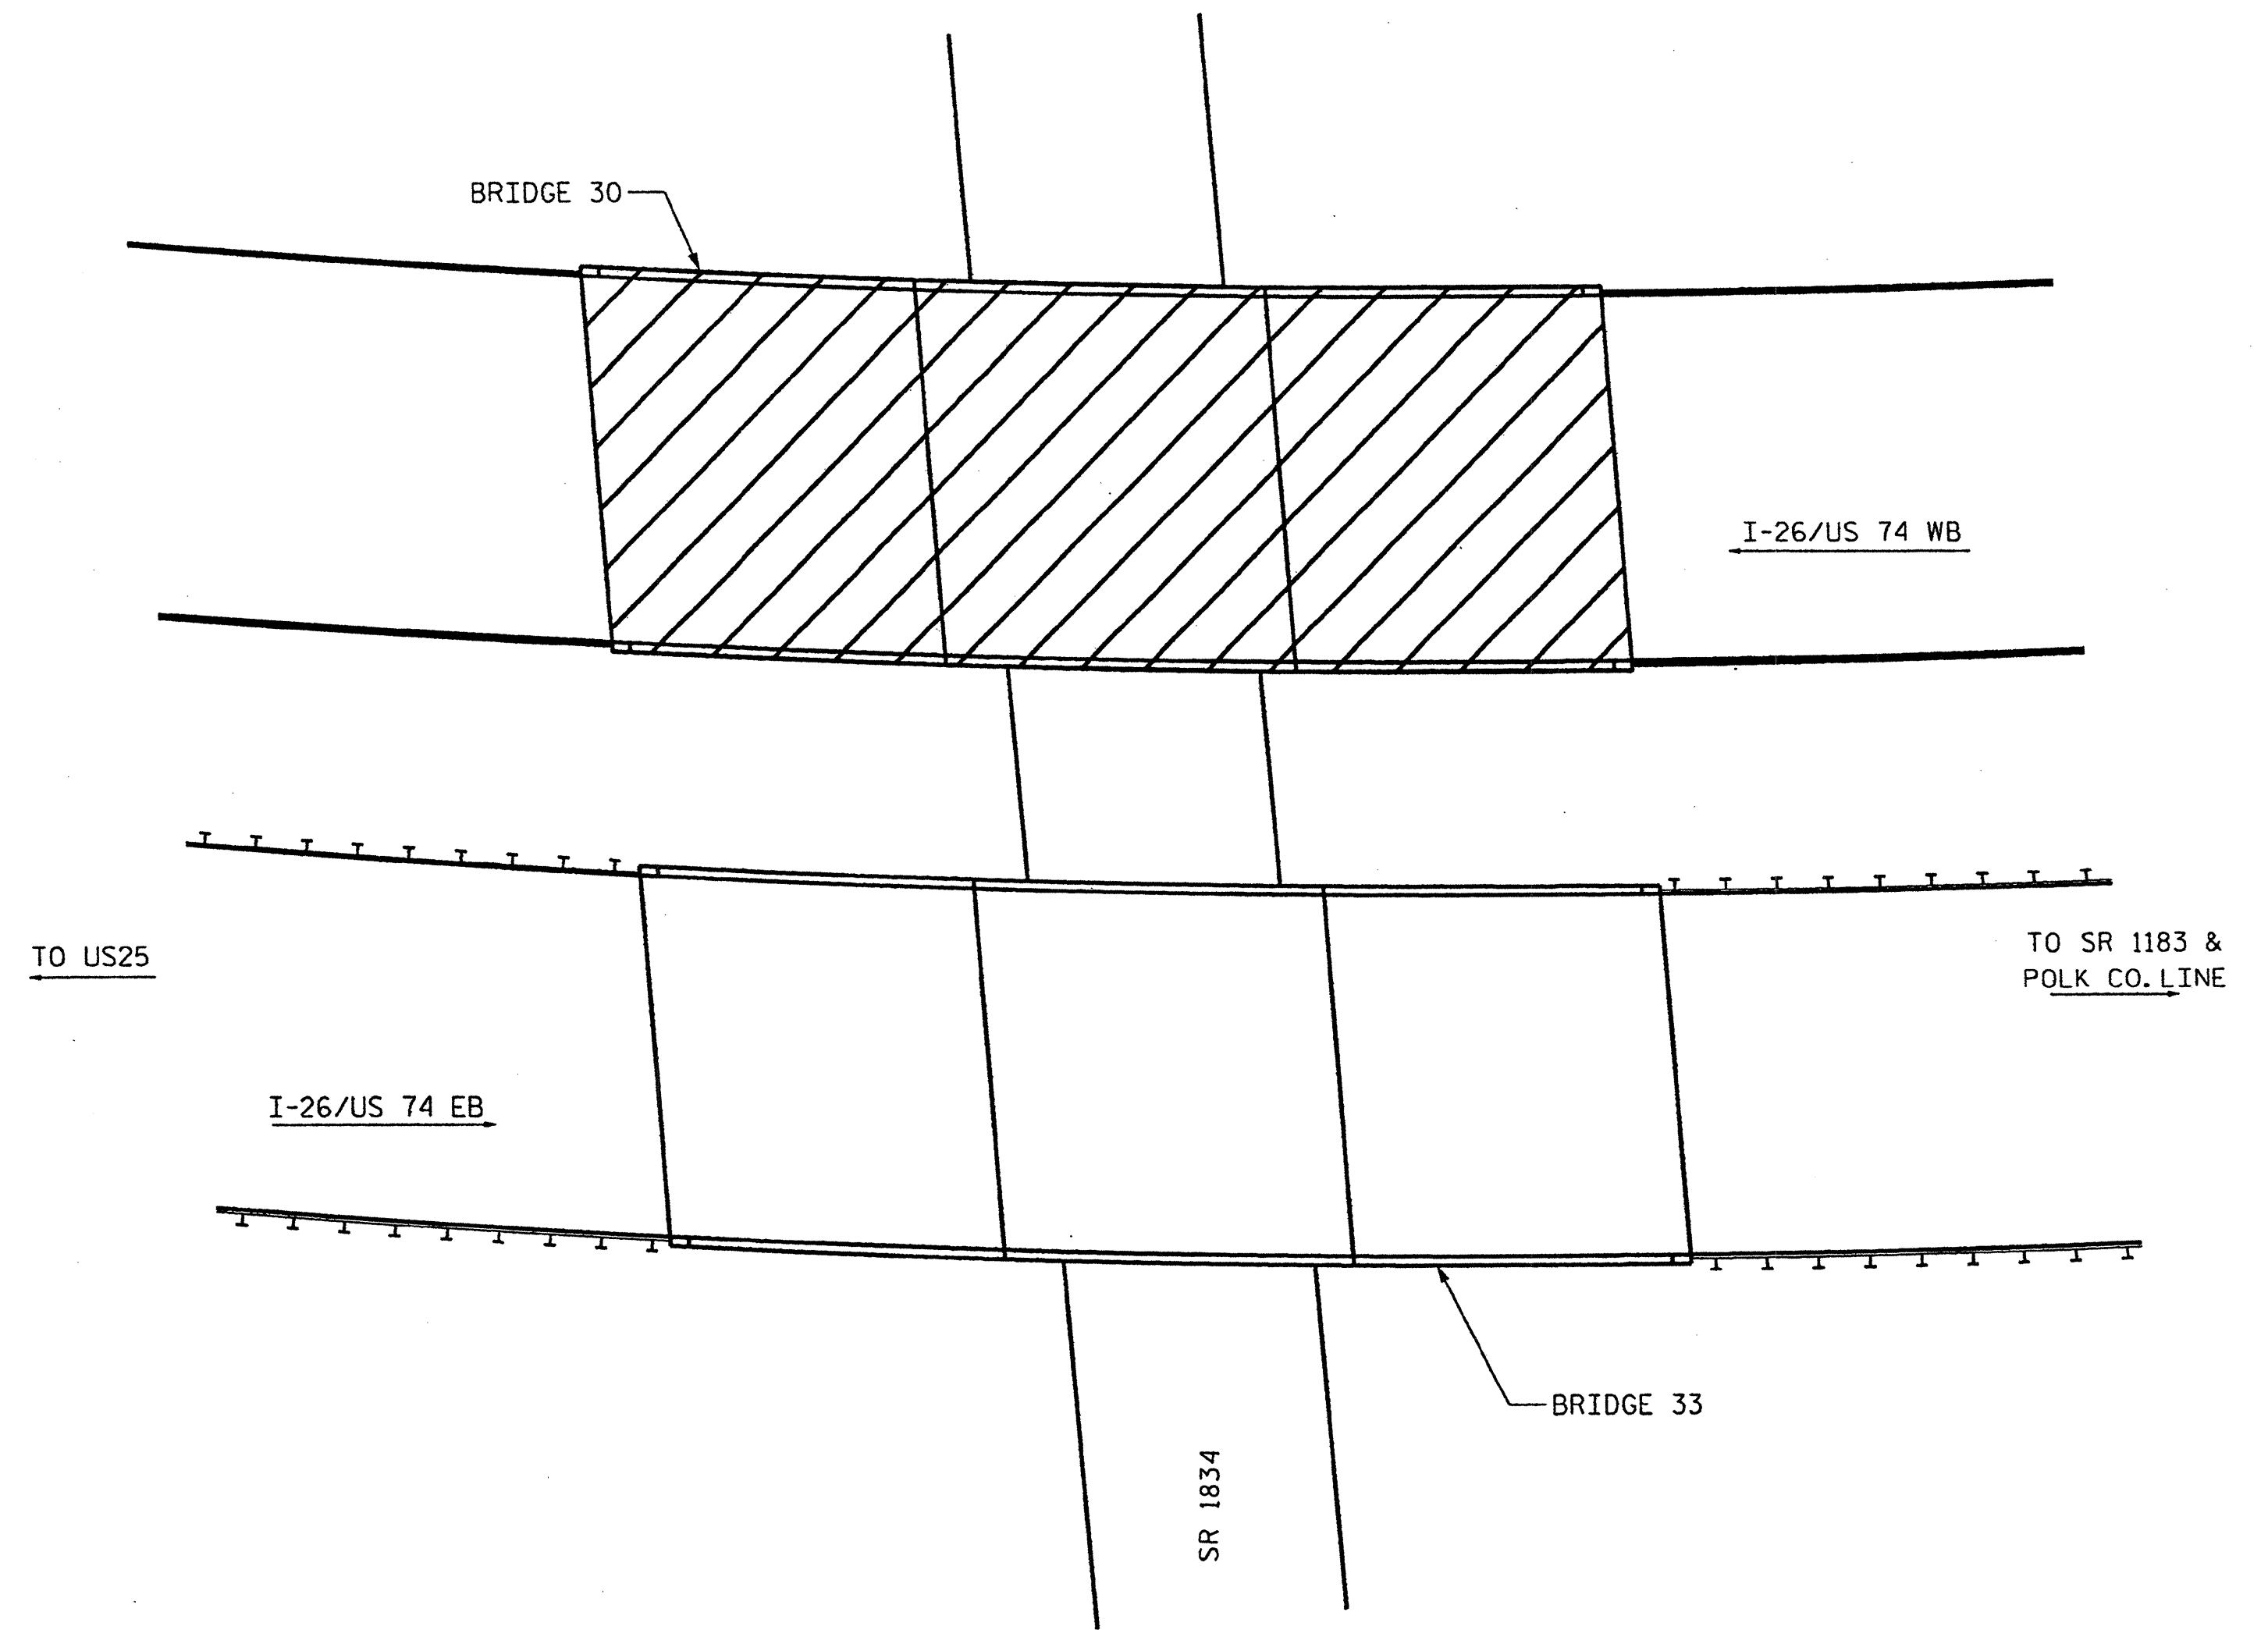 BRIDGE 30
I-26/US 74 WB
TO US25
TO SR 1183 &
POLK CO. LINE
I-26/US 74 EB
BRIDGE 33
SR 1834